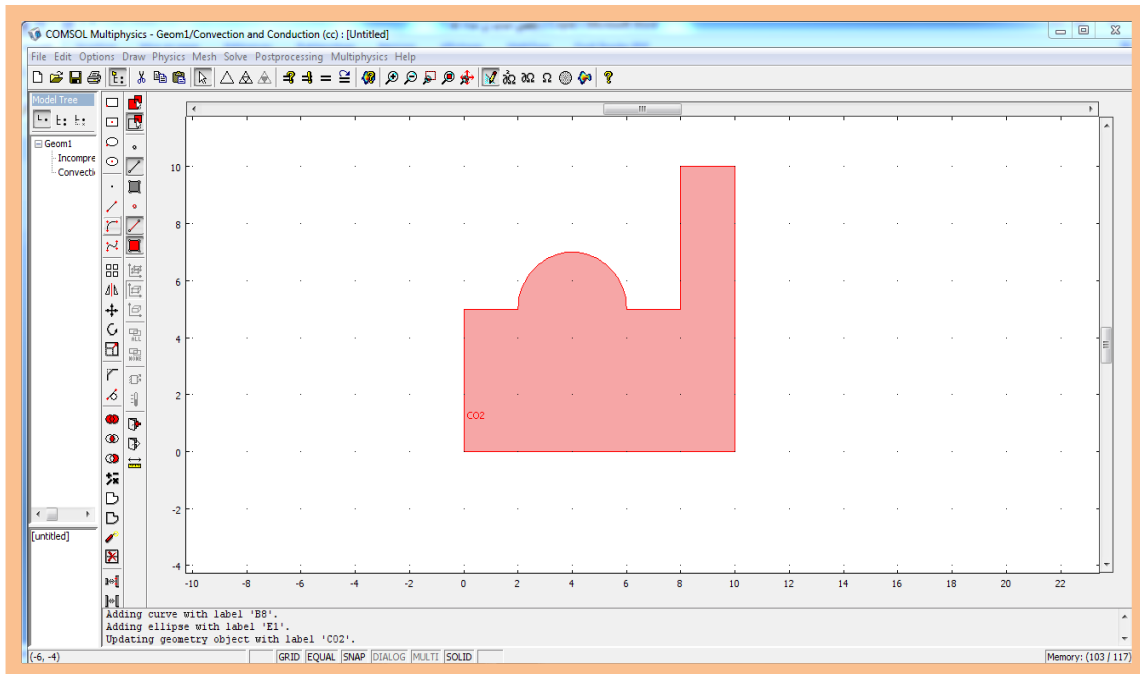 COMSOL Multiphysics - Geom1/Convection and Conduction (cc) : [Untitled]
File Edit Options Draw Physics Mesh Solve Postprocessing Multiphysics Help
Model Tree
Geom1
Incompre
Convecti
10
8
6
4
2
0
-2
-4
CO2
-10 -8 -6 -4 -2 0 2 4 6 8 10 12 14 16 18 20 22
[untitled]
Adding curve with label 'B8'.
Adding ellipse with label 'E1'.
Updating geometry object with label 'CO2'.
(-6, -4)
GRID EQUAL SNAP DIALOG MULTI SOLID
Memory: (103 / 117)